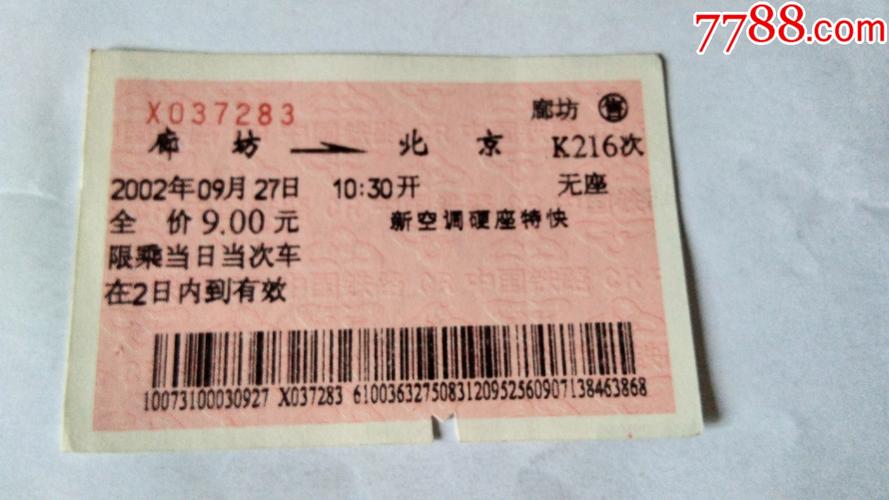 7788.com
X037283 廊坊 售
廊坊 北京 K216次
2002年09月27日 10:30开 无座
全 价 9.00 元 新空调硬座特快
限乘当日当次车
在2日内到有效
10073100030927 X037283 6100363275083120952560907138463868